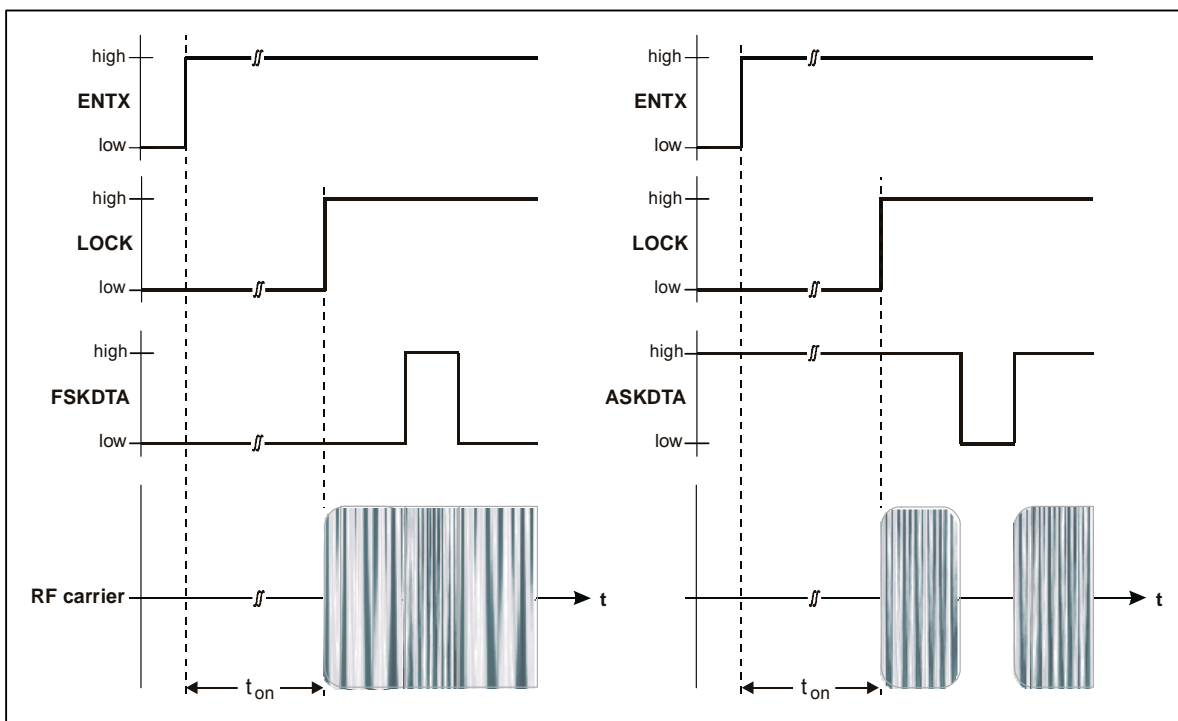 high
ENTX
low
high
LOCK
low
high
FSKDTA
low
RF carrier
t
t on
high
ENTX
low
high
LOCK
low
high
ASKDTA
low
t
t on